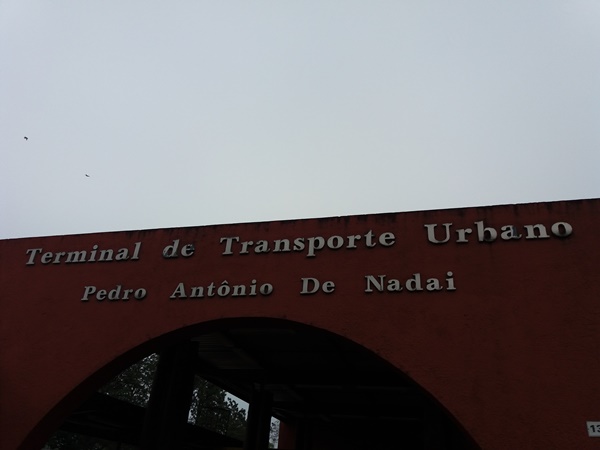 Terminal de Transporte Urbano
Pedro Antônio De Nadai